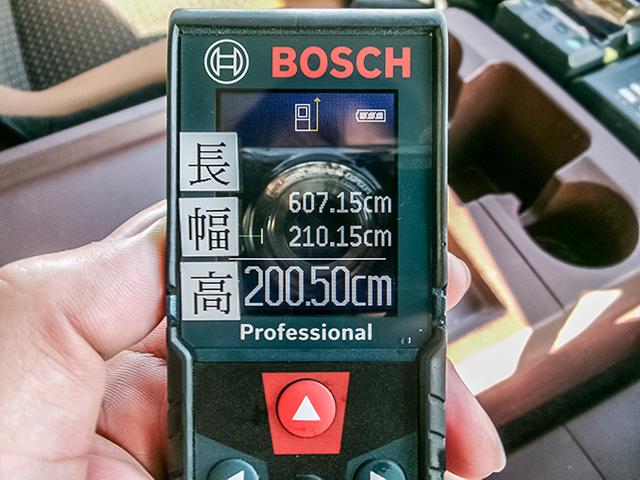 BOSCH
長 607.15cm
幅 210.15cm
高 200.50cm
Professional